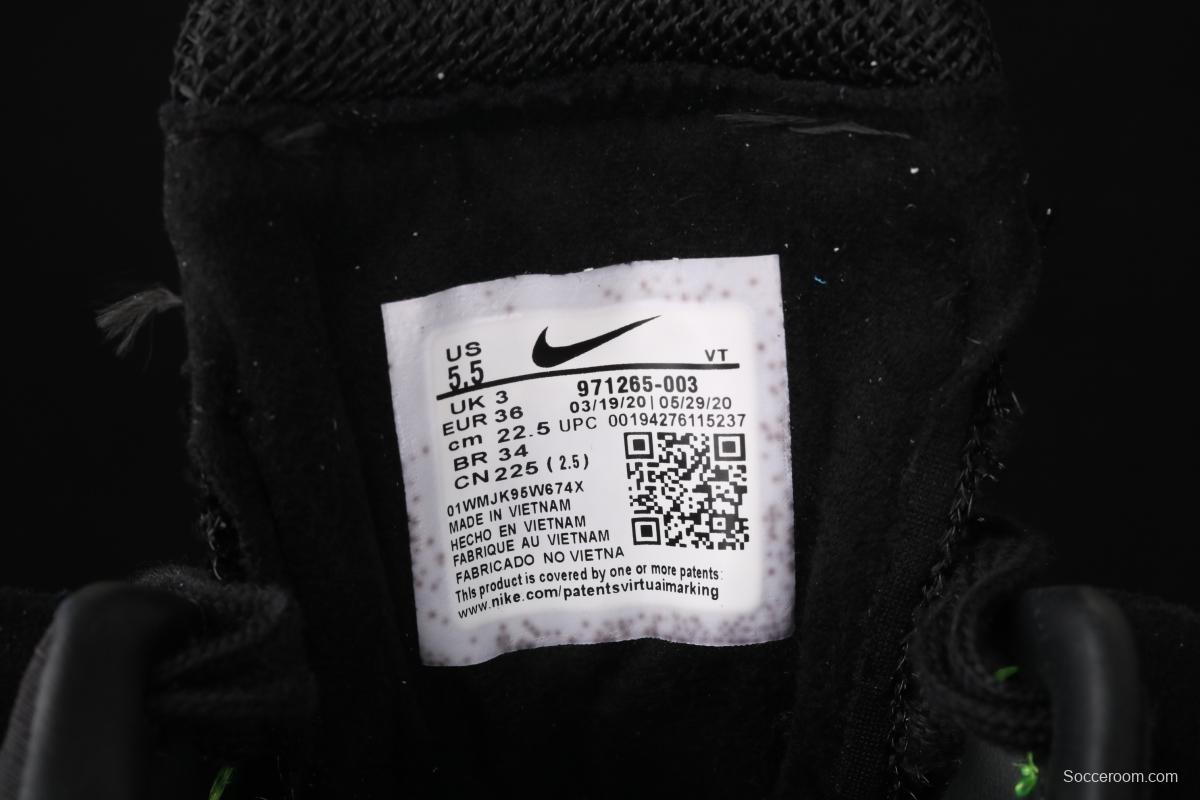 US
5.5
VT
UK 3
EUR 36
cm 22.5
BR 34
CN 225 (2.5)
971265-003
03/19/20 | 05/29/20
UPC 00194276115237
01WMJK95W674X
MADE IN VIETNAM
HECHO EN VIETNAM
FABRIQUE AU VIETNAM
FABRICADO NO VIETNA
This product is covered by one or more patents:
www.nike.com/patentsvirtuaimarking
Socceroom.com